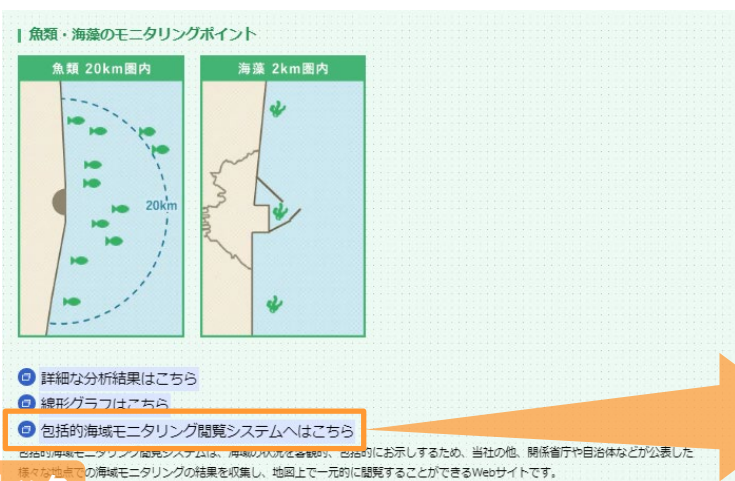 魚類・海藻のモニタリングポイント
魚類 20km圏内
海藻 2km圏内
20km
詳細な分析結果はこちら
線形グラフはこちら
包括的海域モニタリング閲覧システムへはこちら
包括的海域モニタリング閲覧システムは、海域の状況を客観的、包括的にお示しするため、当社の他、関係省庁や自治体などが公表した
様々な地点での海域モニタリングの結果を収集し、地図上で一元的に閲覧することができるWebサイトです。